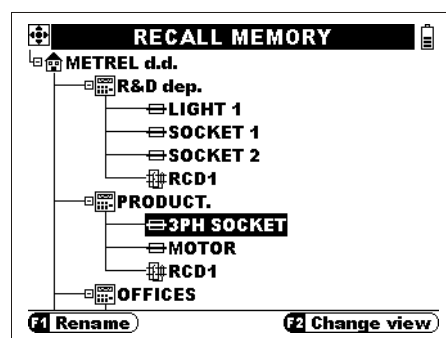 RECALL MEMORY
METREL d.d.
R&D dep.
LIGHT 1
SOCKET 1
SOCKET 2
RCD1
PRODUCT.
3PH SOCKET
MOTOR
RCD1
OFFICES
F1 Rename F2 Change view